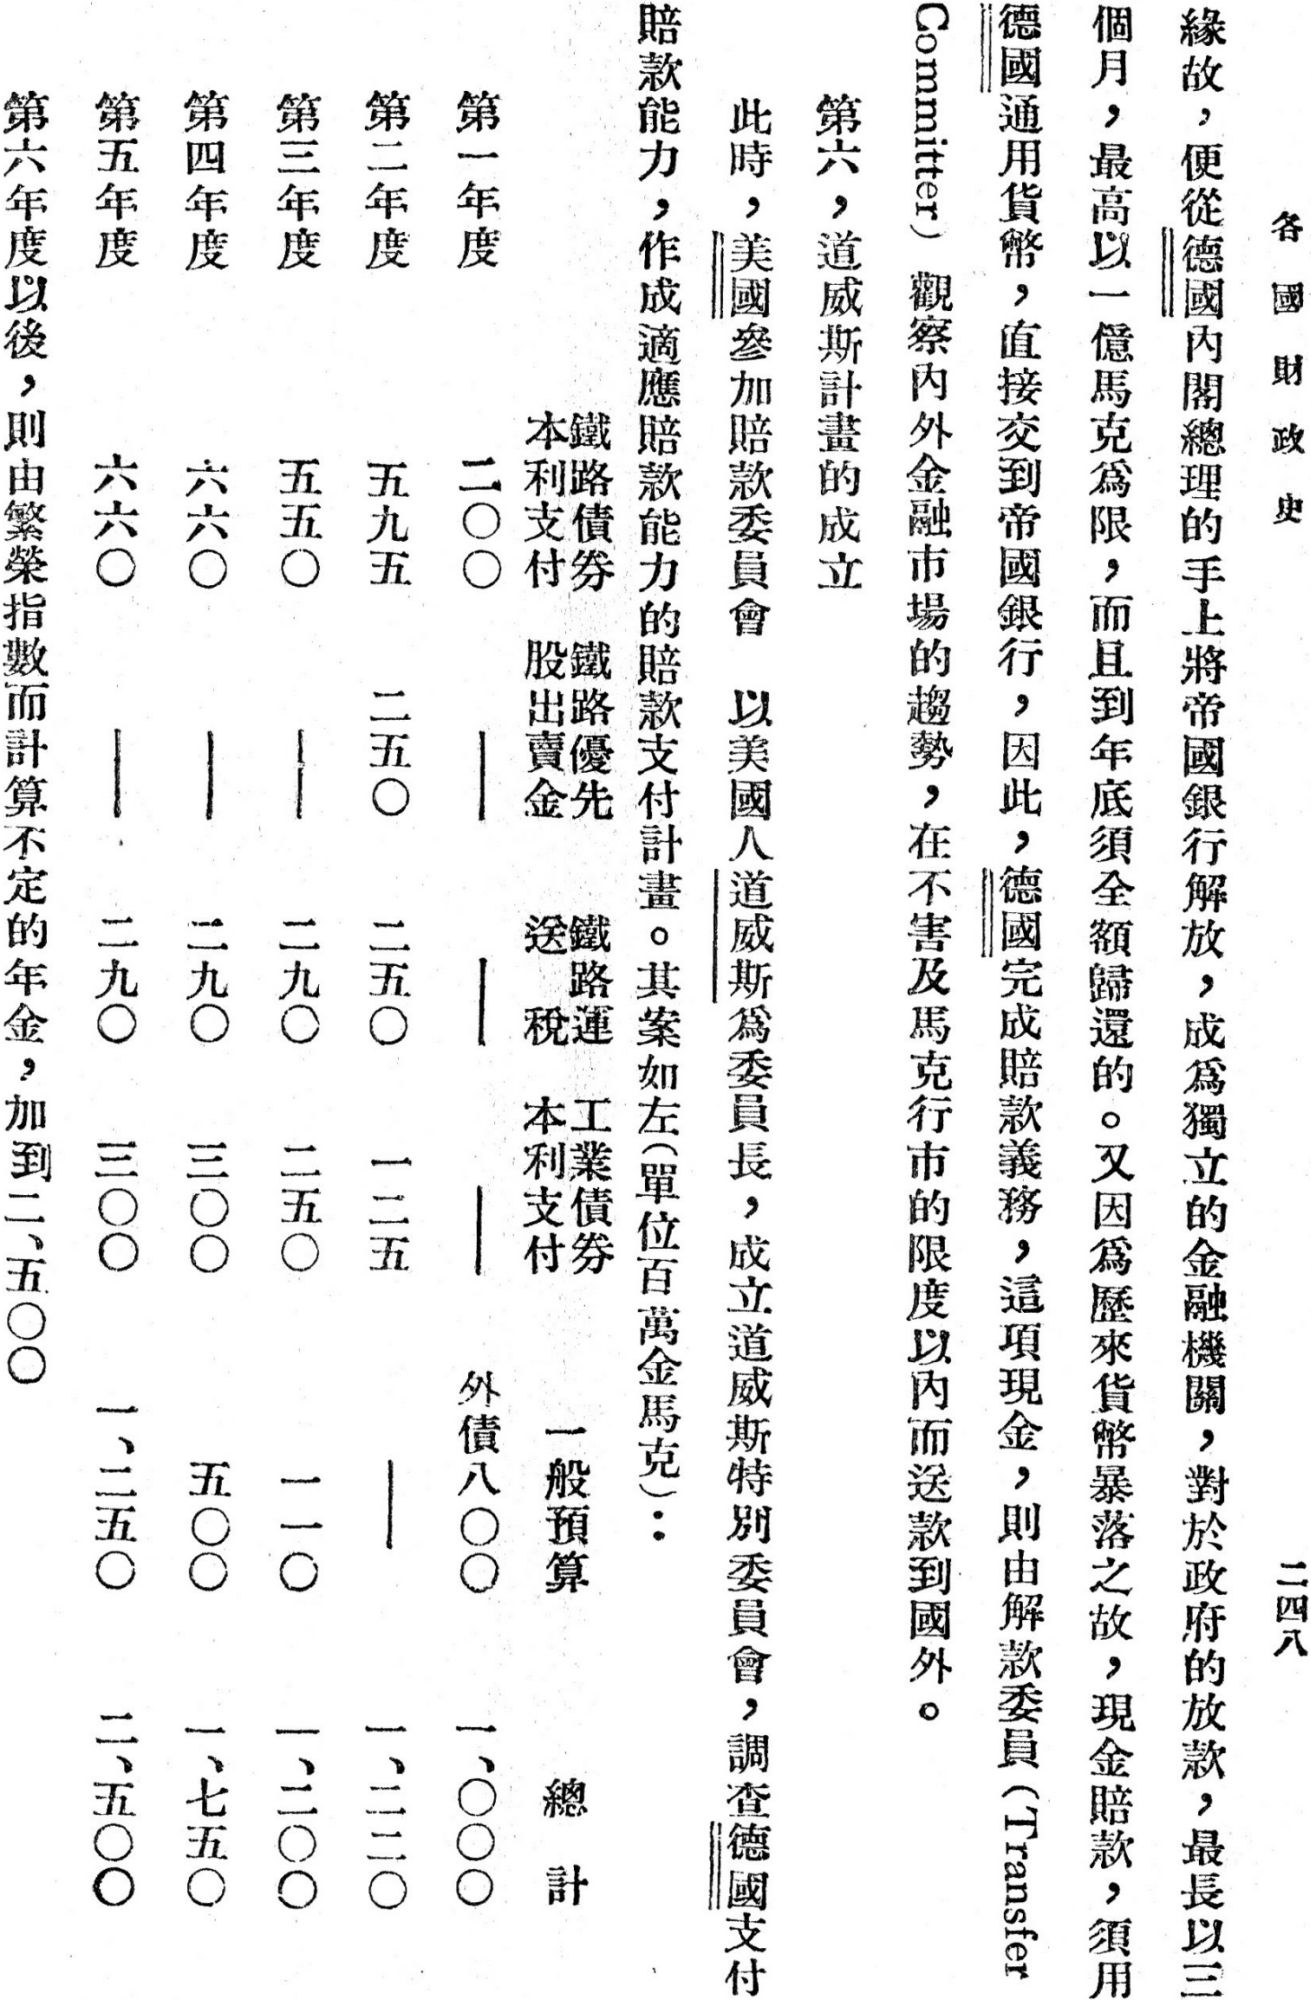 各國財政史
二四八
緣故，便從德國內閣總理的手上將帝國銀行解放，成爲獨立的金融機關，對於政府的放款，最長以三
個月，最高以一億馬克爲限，而且到年底須全額歸還的。又因爲歷來貨幣暴落之故，現金賠款，須用
德國通用貨幣，直接交到帝國銀行，因此，德國完成賠款義務，這項現金，則由解款委員（Transfer
Committer）觀察內外金融市場的趨勢，在不害及馬克行市的限度以內而送款到國外。
第六，道威斯計畫的成立
此時，美國參加賠款委員會　以美國人道威斯爲委員長，成立道威斯特別委員會，調查德國支付
賠款能力，作成適應賠款能力的賠款支付計畫。其案如左（單位百萬金馬克）：
鐵路債券本利支付　鐵路優先股出賣金　鐵路運送稅　工業債券本利支付　一般預算　總計
第一年度　二〇〇　——　——　——　外債八〇〇　一、〇〇〇
第二年度　五九五　二五〇　二五〇　一二五　——　一、二二〇
第三年度　五五〇　——　二九〇　二五〇　一一〇　一、二〇〇
第四年度　六六〇　——　二九〇　三〇〇　五〇〇　一、七五〇
第五年度　六六〇　——　二九〇　三〇〇　一、二五〇　二、五〇〇
第六年度以後，則由繁榮指數而計算不定的年金，加到二、五〇〇